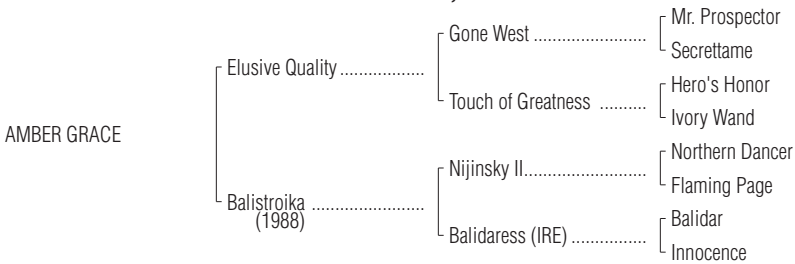 Mr. Prospector
Gone West ........................
Secrettame
Elusive Quality ..................
Hero's Honor
Touch of Greatness ..........
Ivory Wand
AMBER GRACE
Northern Dancer
Nijinsky II..........................
Flaming Page
Balistroika ........................
(1988)
Balidar
Balidaress (IRE) ................
Innocence